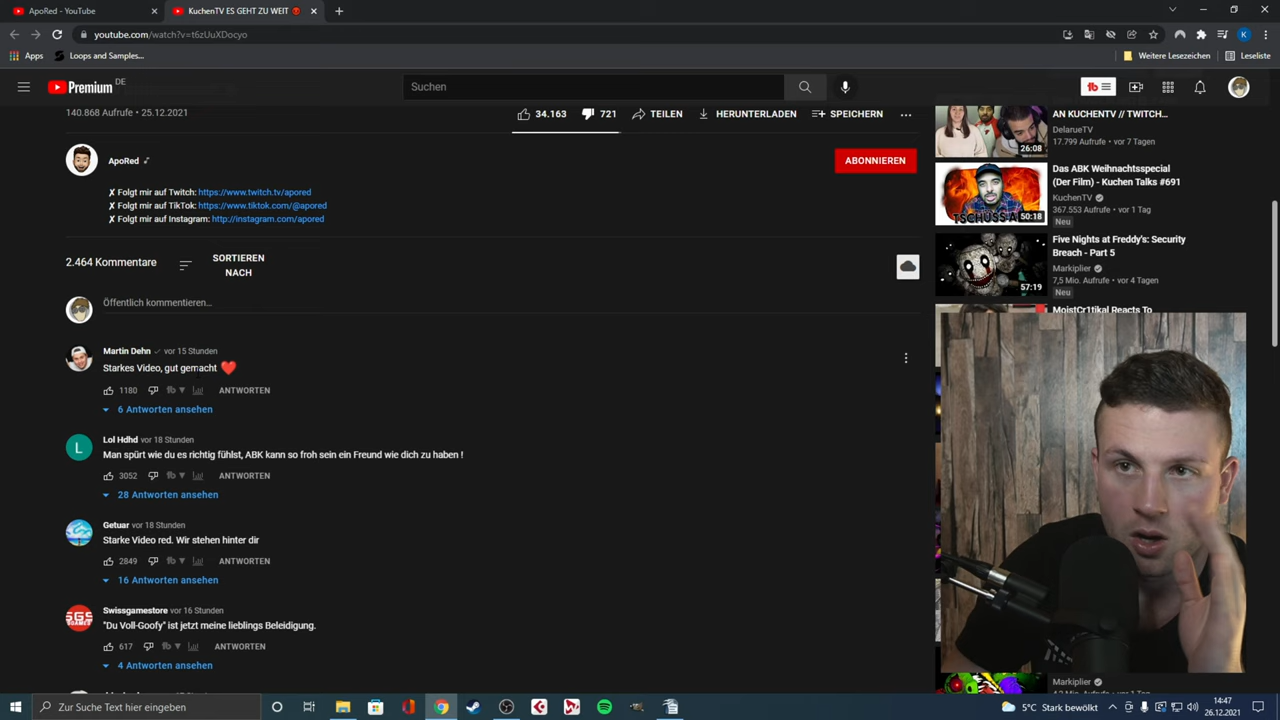 ApoRed - YouTube
KuchenTV ES GEHT ZU WEIT
youtube.com/watch?v=t6zUuXDocyo
Apps
Loops and Samples...
Weitere Lesezeichen
Leseliste
Premium DE
Suchen
K
140.868 Aufrufe • 25.12.2021
34.163
721
TEILEN
HERUNTERLADEN
SPEICHERN
ApoRed
ABONNIEREN
✗ Folgt mir auf Twitch: https://www.twitch.tv/apored
✗ Folgt mir auf TikTok: https://www.tiktok.com/@apored
✗ Folgt mir auf Instagram: http://instagram.com/apored
2.464 Kommentare
SORTIEREN
NACH
Öffentlich kommentieren...
Martin Dehn vor 15 Stunden
Starkes Video, gut gemacht ❤️
1180
ANTWORTEN
6 Antworten ansehen
L
Lol Hdhd vor 18 Stunden
Man spürt wie du es richtig fühlst, ABK kann so froh sein ein Freund wie dich zu haben !
3052
ANTWORTEN
28 Antworten ansehen
Getuar vor 18 Stunden
Starke Video red. Wir stehen hinter dir
2849
ANTWORTEN
16 Antworten ansehen
SGS
GAMES
Swissgamestore vor 16 Stunden
"Du Voll-Goofy" ist jetzt meine lieblings Beleidigung.
617
ANTWORTEN
4 Antworten ansehen
AN KUCHENTV // TWITCH...
DelarueTV
17.799 Aufrufe • vor 7 Tagen
26:08
Das ABK Weihnachtsspecial
(Der Film) - Kuchen Talks #691
KuchenTV
367.553 Aufrufe • vor 1 Tag
Neu
50:18
Five Nights at Freddy's: Security
Breach - Part 5
Markiplier
7,5 Mio. Aufrufe • vor 4 Tagen
Neu
57:19
MoistCr1tikal Reacts To
Markiplier
Zur Suche Text hier eingeben
5°C Stark bewölkt
14:47
26.12.2021